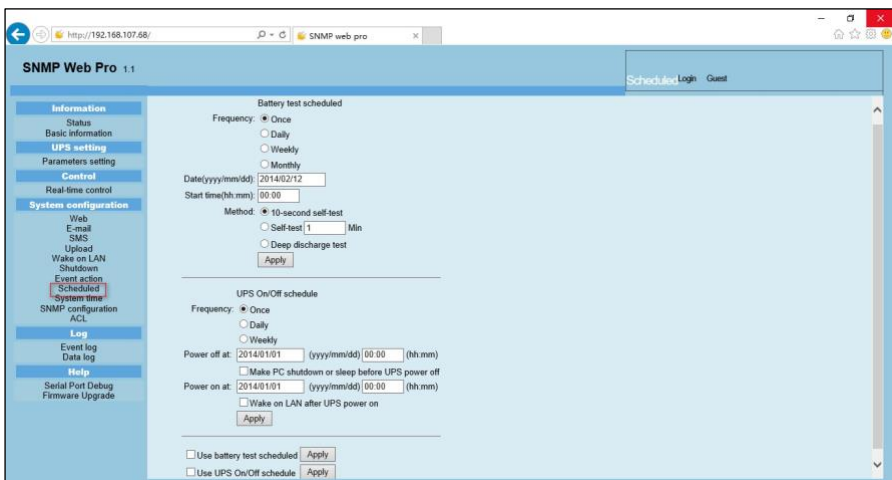 http://192.168.107.68/
SNMP web pro
SNMP Web Pro 1.1
Scheduled Login Guest
Information
Status
Basic information
UPS setting
Parameters setting
Control
Real-time control
System configuration
Web
E-mail
SMS
Upload
Wake on LAN
Shutdown
Event action
Scheduled
System time
SNMP configuration
ACL
Log
Event log
Data log
Help
Serial Port Debug
Firmware Upgrade
Battery test scheduled
Frequency: Once
Daily
Weekly
Monthly
Date(yyyy/mm/dd): 2014/02/12
Start time(hh:mm): 00:00
Method: 10-second self-test
Self-test 1 Min
Deep discharge test
Apply
UPS On/Off schedule
Frequency: Once
Daily
Weekly
Power off at: 2014/01/01 (yyyy/mm/dd) 00:00 (hh:mm)
Make PC shutdown or sleep before UPS power off
Power on at: 2014/01/01 (yyyy/mm/dd) 00:00 (hh:mm)
Wake on LAN after UPS power on
Apply
Use battery test scheduled Apply
Use UPS On/Off schedule Apply